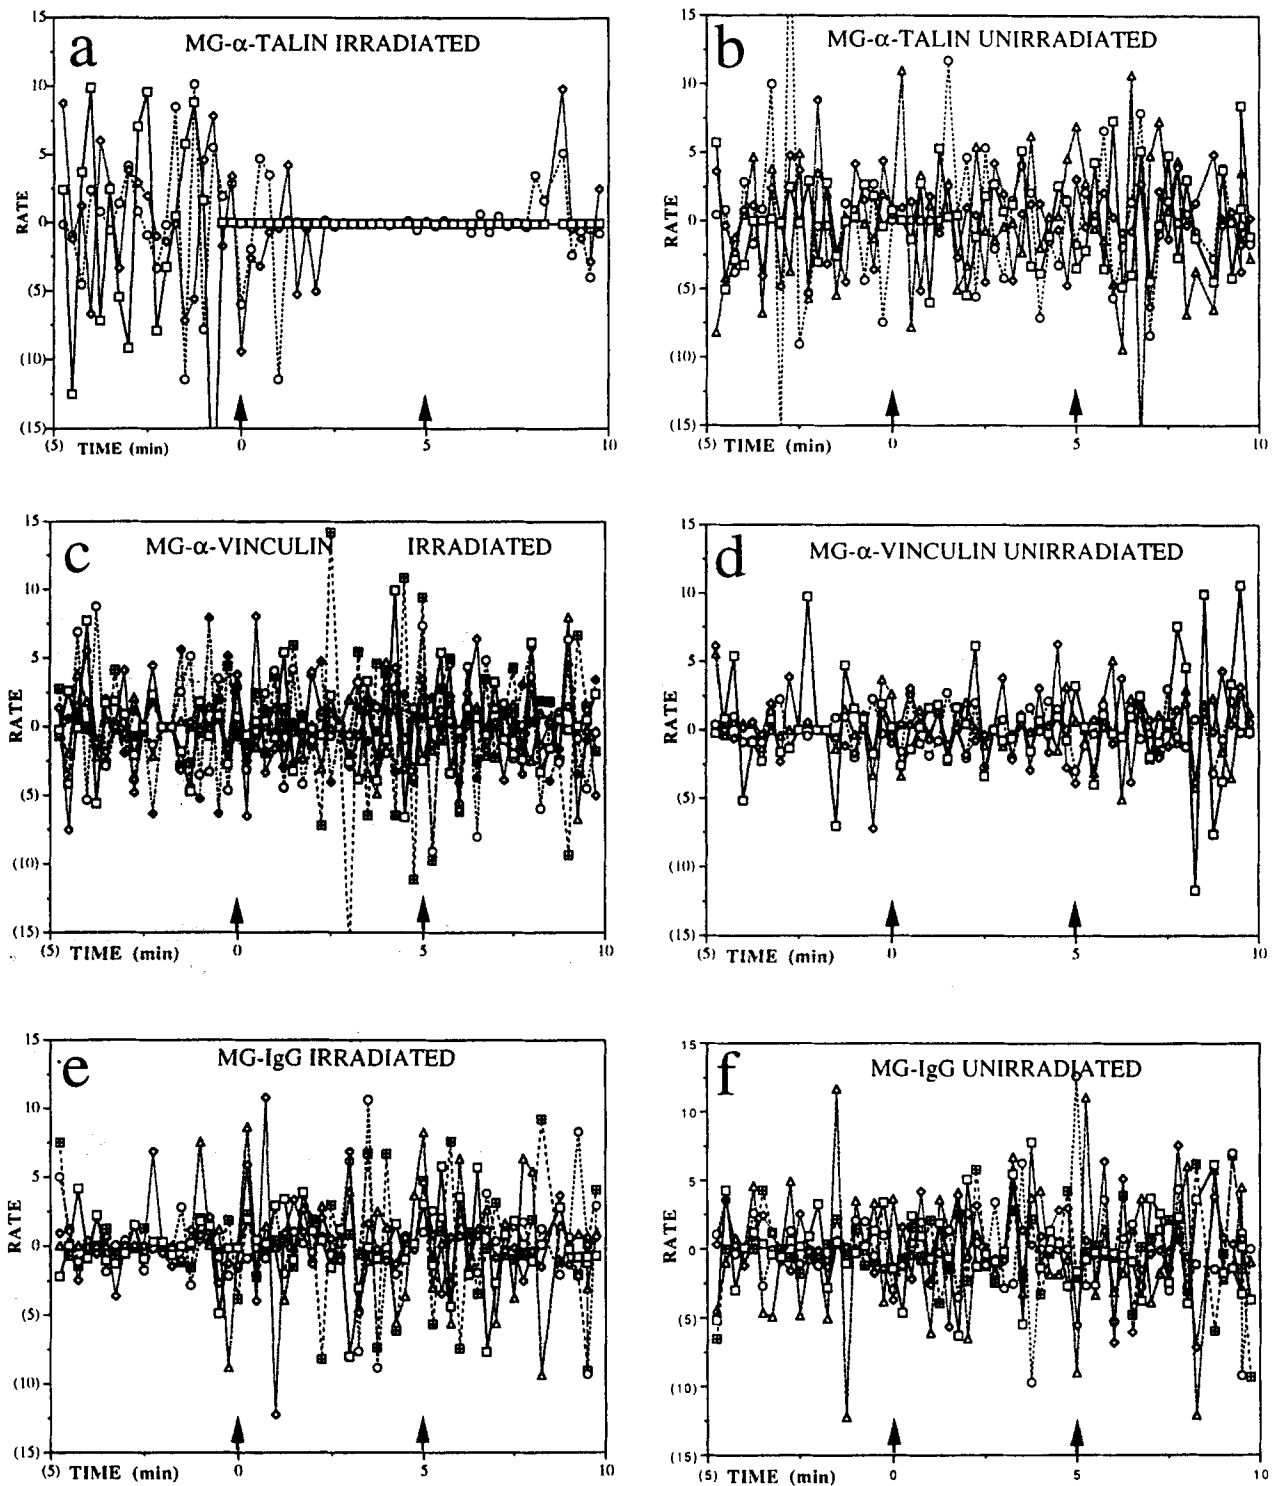 a
MG-α-TALIN IRRADIATED
15
10
5
0
(5)
(10)
(15)
RATE
(5) TIME (min) 0 5 10
b
MG-α-TALIN UNIRRADIATED
15
10
5
0
(5)
(10)
(15)
RATE
(5) TIME (min) 0 5 10
c
MG-α-VINCULIN IRRADIATED
15
10
5
0
(5)
(10)
(15)
RATE
(5) TIME (min) 0 5 10
d
MG-α-VINCULIN UNIRRADIATED
15
10
5
0
(5)
(10)
(15)
RATE
(5) TIME (min) 0 5 10
e
MG-IgG IRRADIATED
15
10
5
0
(5)
(10)
(15)
RATE
(5) TIME (min) 0 5 10
f
MG-IgG UNIRRADIATED
15
10
5
0
(5)
(10)
(15)
RATE
(5) TIME (min) 0 5 10